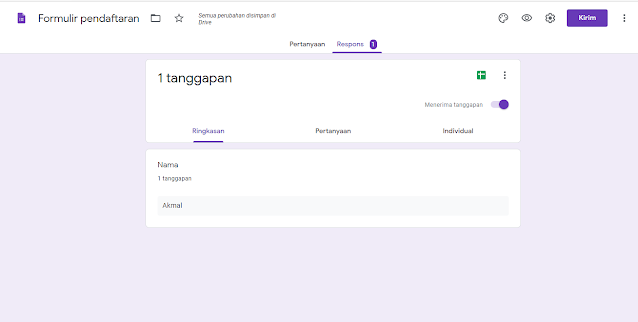 Formulir pendaftaran
Semua perubahan disimpan di
Drive
Kirim
Pertanyaan
Respons 1
1 tanggapan
Menerima tanggapan
Ringkasan
Pertanyaan
Individual
Nama
1 tanggapan
Akmal